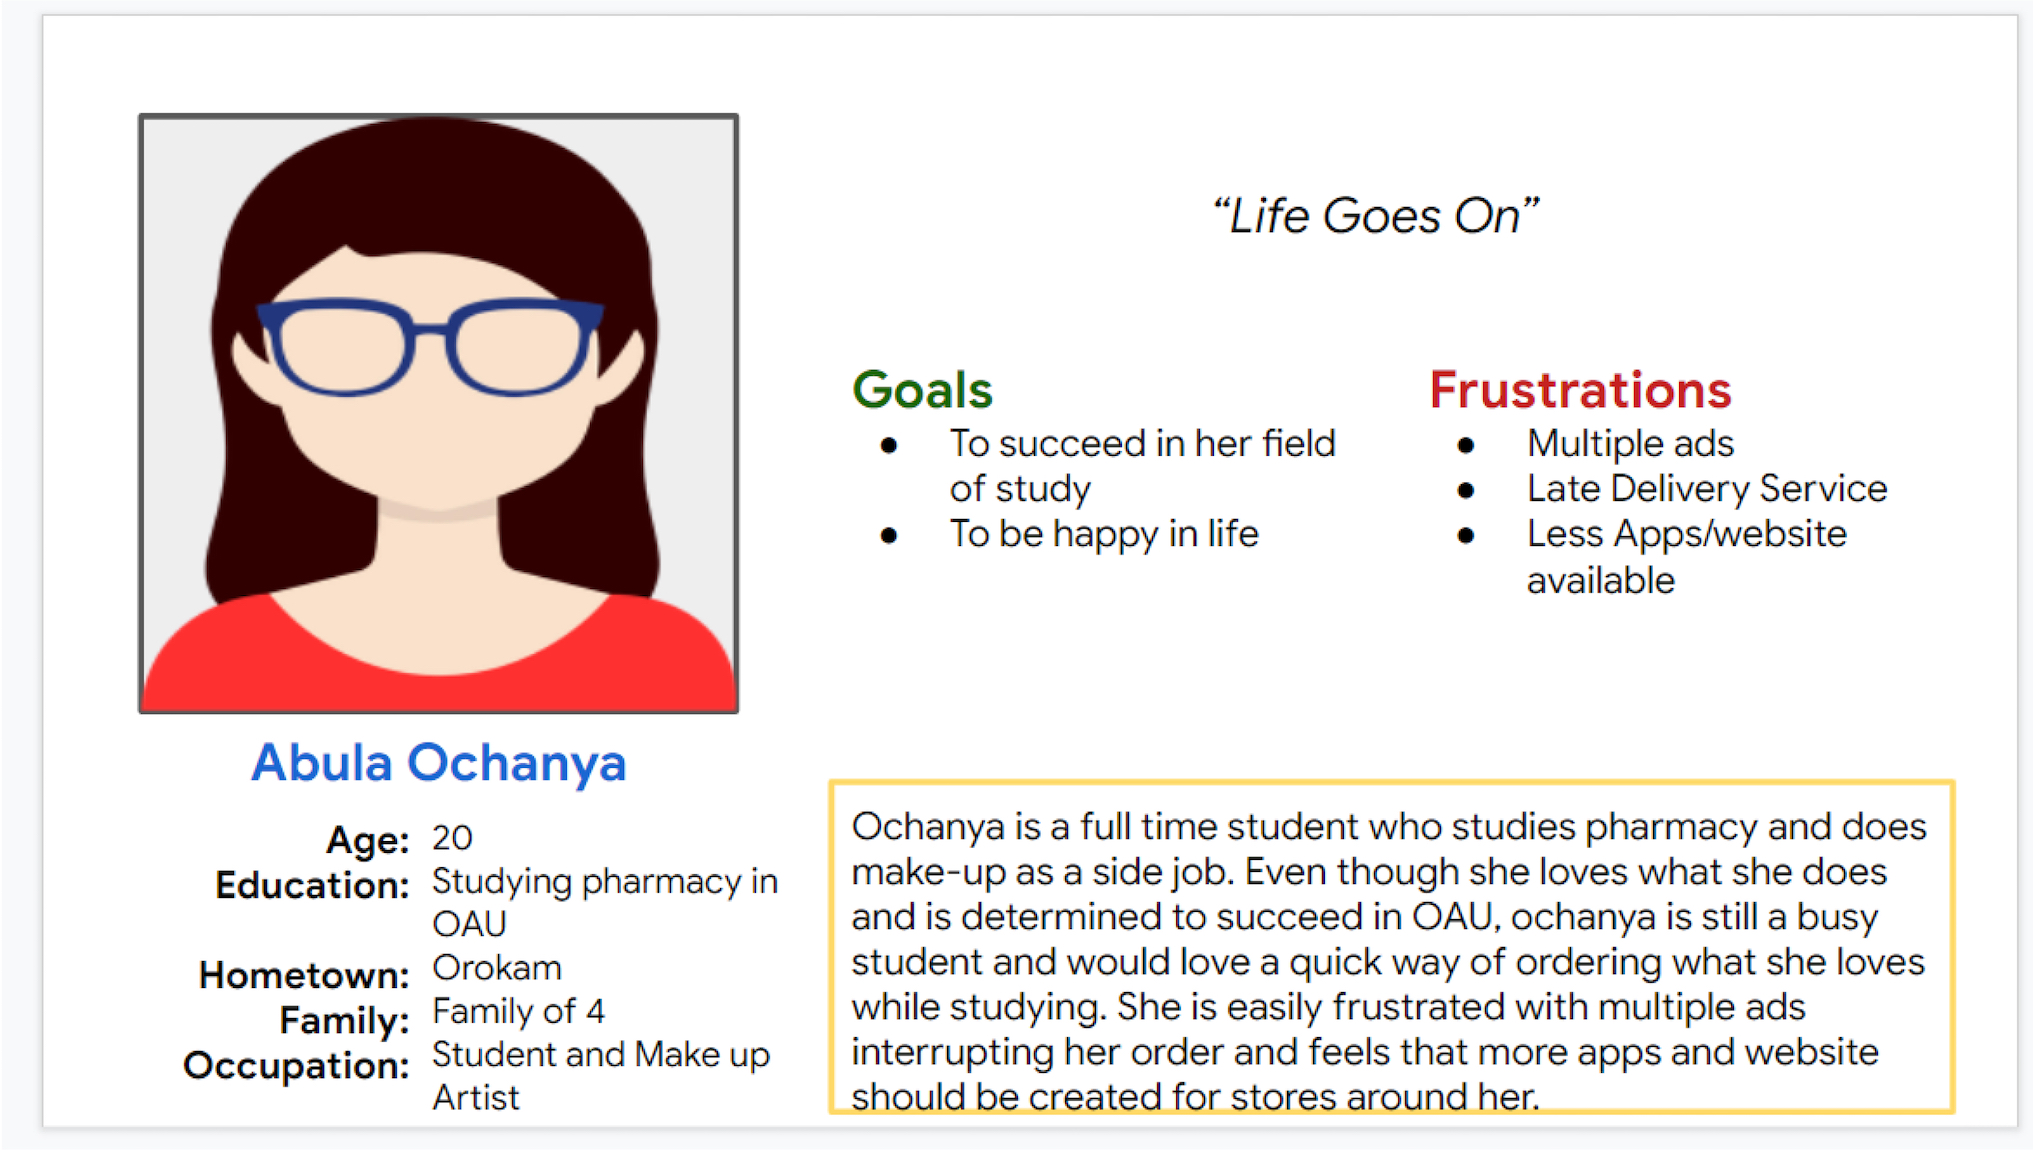 “Life Goes On”
Goals
● To succeed in her field
of study
● To be happy in life
Frustrations
● Multiple ads
● Late Delivery Service
● Less Apps/website
available
Abula Ochanya
Age: 20
Education: Studying pharmacy in
OAU
Hometown: Orokam
Family: Family of 4
Occupation: Student and Make up
Artist
Ochanya is a full time student who studies pharmacy and does
make-up as a side job. Even though she loves what she does
and is determined to succeed in OAU, ochanya is still a busy
student and would love a quick way of ordering what she loves
while studying. She is easily frustrated with multiple ads
interrupting her order and feels that more apps and website
should be created for stores around her.